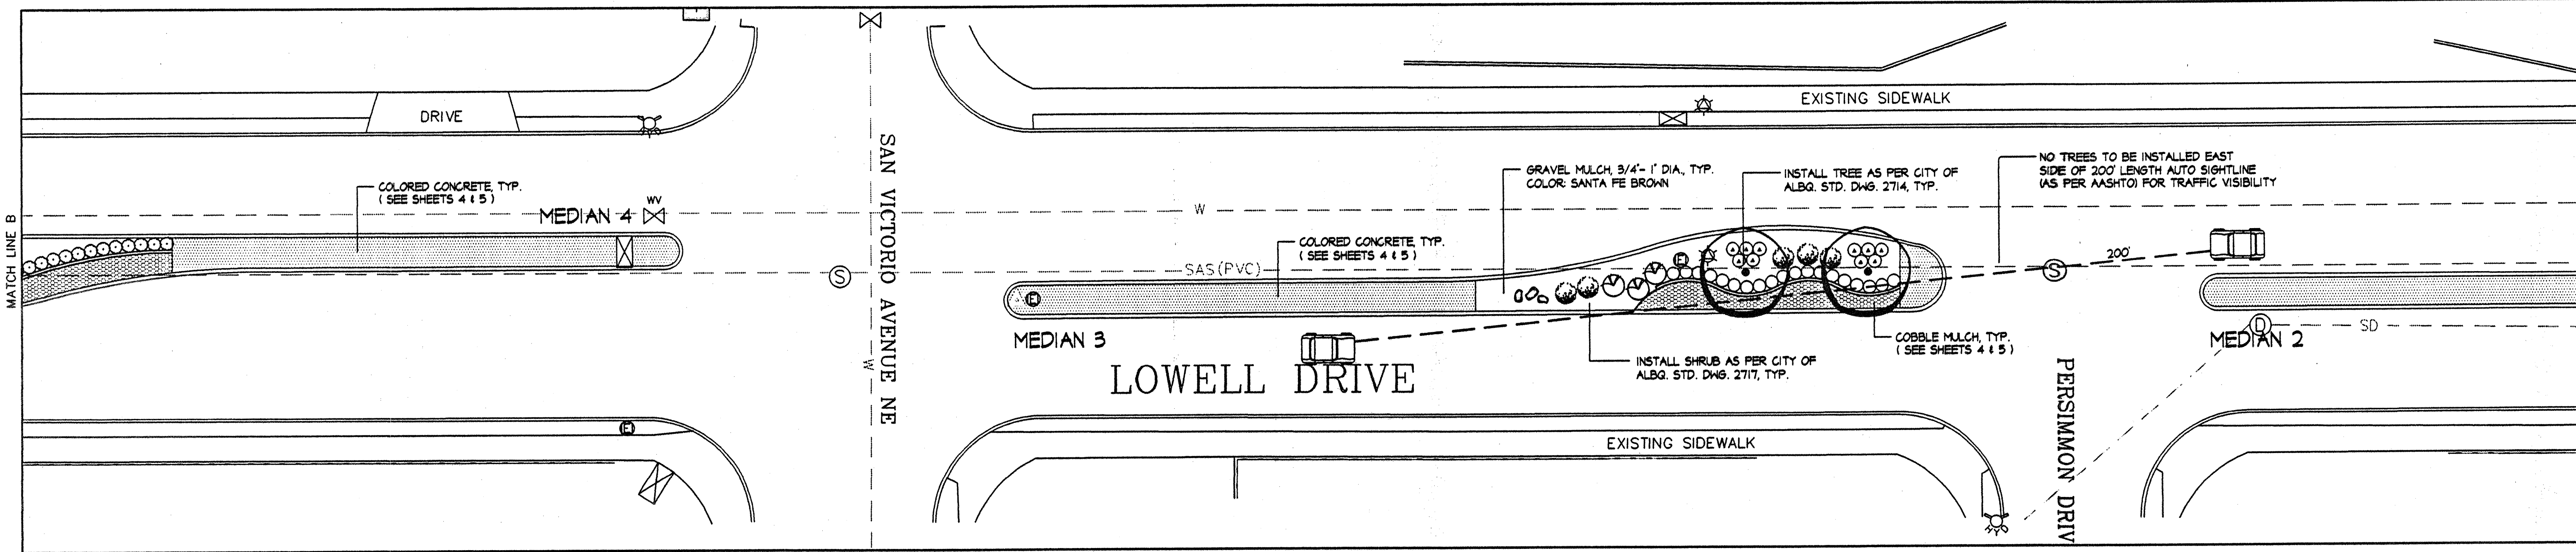 MATCH LINE B
DRIVE
COLORED CONCRETE, TYP.
( SEE SHEETS 4 & 5 )
MEDIAN 4
WV
S
E
SAN VICTORIO AVENUE NE
W
W
SAS(PVC)
E
MEDIAN 3
COLORED CONCRETE, TYP.
( SEE SHEETS 4 & 5 )
LOWELL DRIVE
GRAVEL MULCH, 3/4"- 1" DIA., TYP.
COLOR: SANTA FE BROWN
INSTALL TREE AS PER CITY OF
ALBQ. STD. DWG. 2714, TYP.
EXISTING SIDEWALK
NO TREES TO BE INSTALLED EAST
SIDE OF 200' LENGTH AUTO SIGHTLINE
(AS PER AASHTO) FOR TRAFFIC VISIBILITY
INSTALL SHRUB AS PER CITY OF
ALBQ. STD. DWG. 2717, TYP.
COBBLE MULCH, TYP.
( SEE SHEETS 4 & 5 )
EXISTING SIDEWALK
S
200'
D
SD
MEDIAN 2
PERSIMMON DRIV